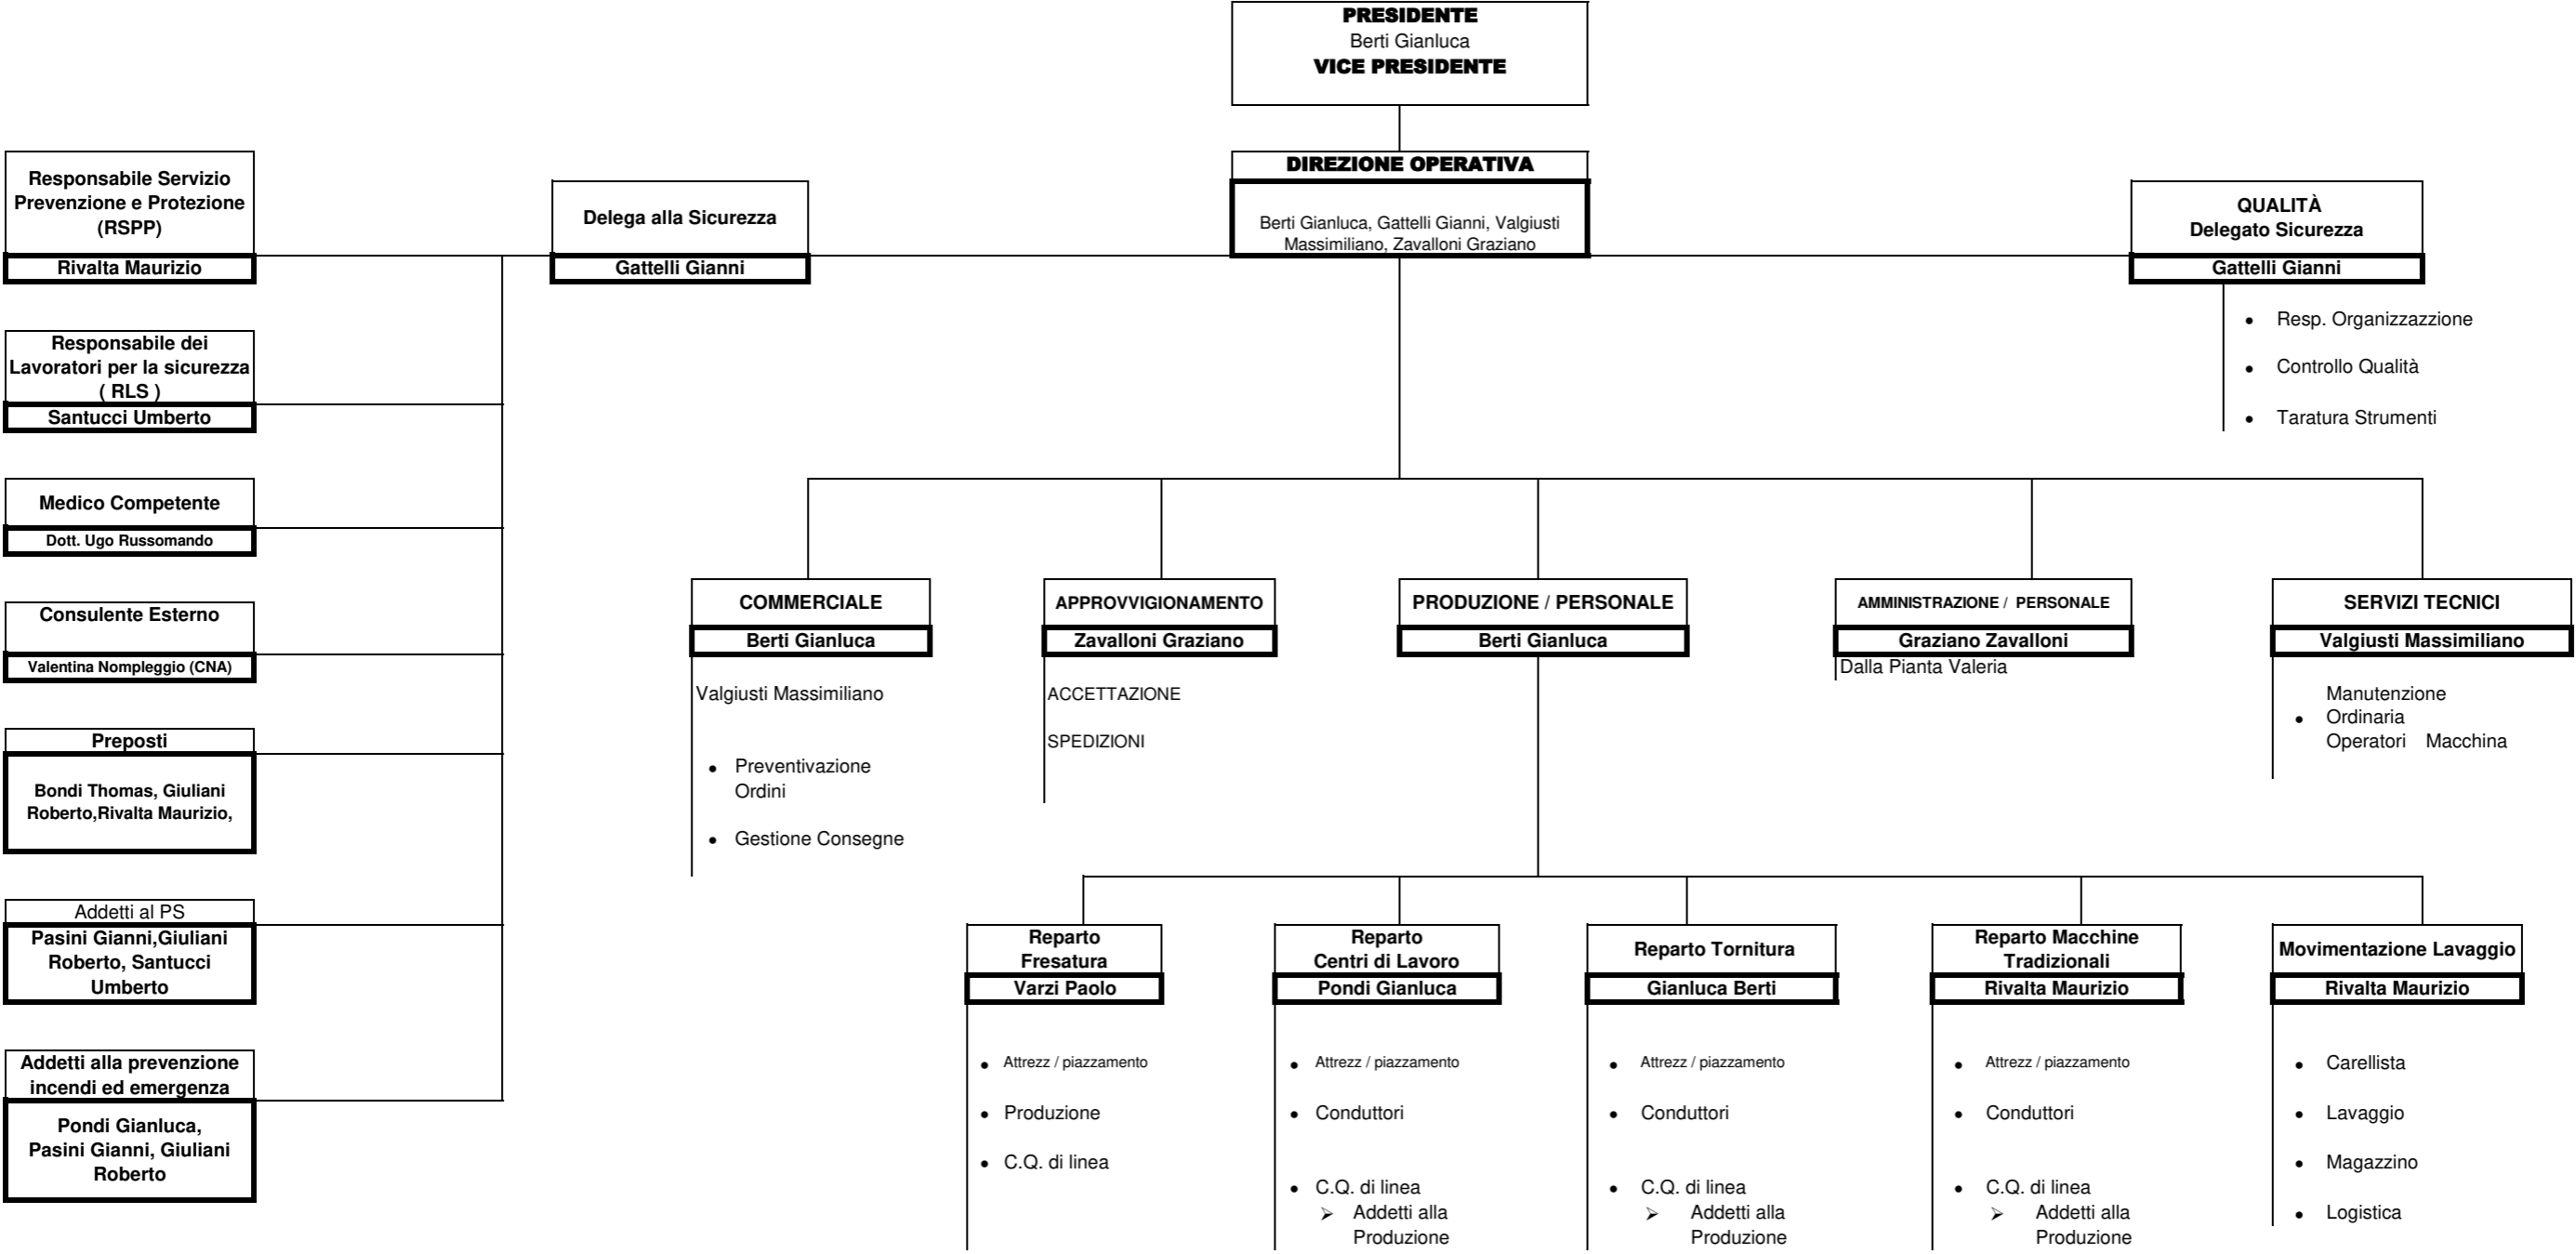 PRESIDENTE
Berti Gianluca
VICE PRESIDENTE
DIREZIONE OPERATIVA
Berti Gianluca, Gattelli Gianni, Valgiusti
Massimiliano, Zavalloni Graziano
Responsabile Servizio
Prevenzione e Protezione
(RSPP)
Rivalta Maurizio
Delega alla Sicurezza
Gattelli Gianni
QUALITÀ
Delegato Sicurezza
Gattelli Gianni
• Resp. Organizzazzione
• Controllo Qualità
• Taratura Strumenti
Responsabile dei
Lavoratori per la sicurezza
( RLS )
Santucci Umberto
Medico Competente
Dott. Ugo Russomando
Consulente Esterno
Valentina Nompleggio (CNA)
Preposti
Bondi Thomas, Giuliani
Roberto,Rivalta Maurizio,
Addetti al PS
Pasini Gianni,Giuliani
Roberto, Santucci
Umberto
Addetti alla prevenzione
incendi ed emergenza
Pondi Gianluca,
Pasini Gianni, Giuliani
Roberto
COMMERCIALE
Berti Gianluca
Valgiusti Massimiliano
• Preventivazione
Ordini
• Gestione Consegne
APPROVVIGIONAMENTO
Zavalloni Graziano
ACCETTAZIONE
SPEDIZIONI
PRODUZIONE / PERSONALE
Berti Gianluca
AMMINISTRAZIONE / PERSONALE
Graziano Zavalloni
Dalla Pianta Valeria
SERVIZI TECNICI
Valgiusti Massimiliano
Manutenzione
• Ordinaria
Operatori Macchina
Reparto
Fresatura
Varzi Paolo
• Attrezz / piazzamento
• Produzione
• C.Q. di linea
Reparto
Centri di Lavoro
Pondi Gianluca
• Attrezz / piazzamento
• Conduttori
• C.Q. di linea
➢ Addetti alla
Produzione
Reparto Tornitura
Gianluca Berti
• Attrezz / piazzamento
• Conduttori
• C.Q. di linea
➢ Addetti alla
Produzione
Reparto Macchine
Tradizionali
Rivalta Maurizio
• Attrezz / piazzamento
• Conduttori
• C.Q. di linea
➢ Addetti alla
Produzione
Movimentazione Lavaggio
Rivalta Maurizio
• Carellista
• Lavaggio
• Magazzino
• Logistica